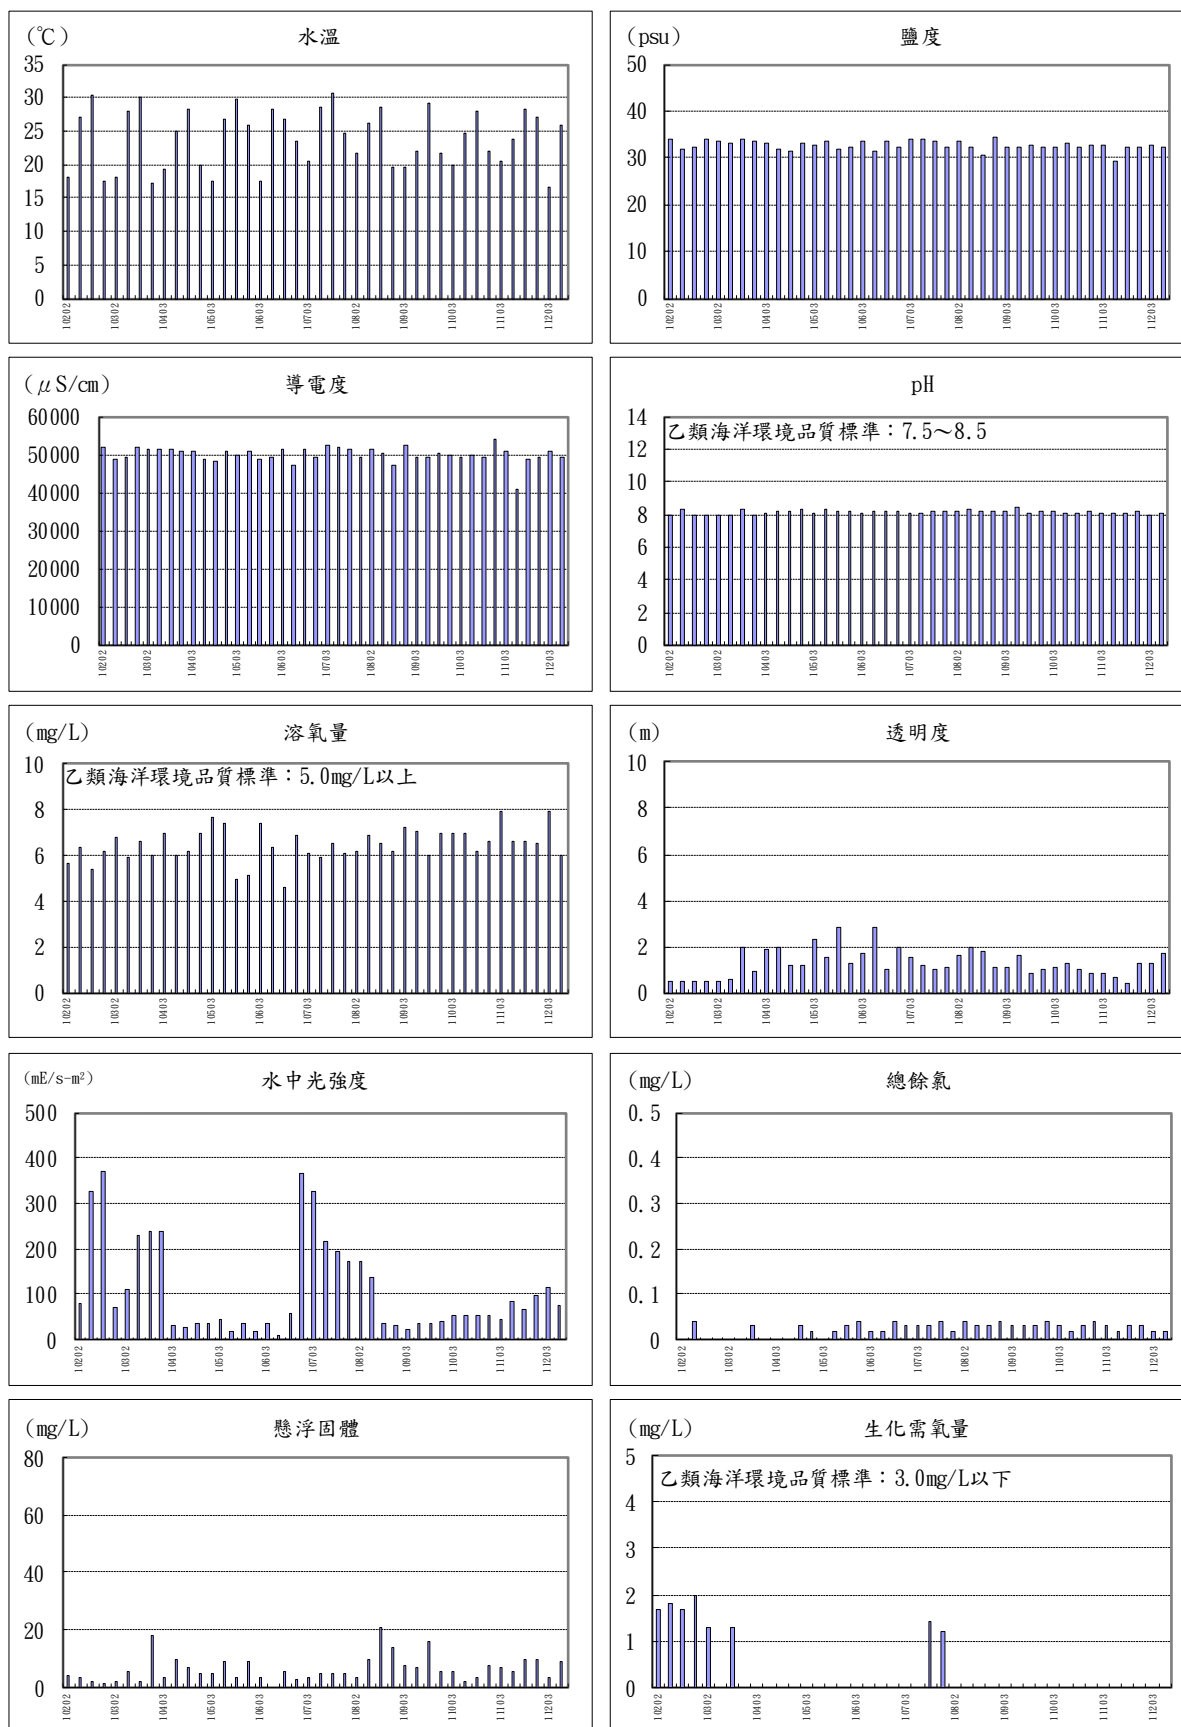 (℃) 水溫
35
30
25
20
15
10
5
0
10202 10302 10403 10503 10603 10703 10802 10903 11003 11103 11203
(psu) 鹽度
50
40
30
20
10
0
10202 10302 10403 10503 10603 10703 10802 10903 11003 11103 11203
(μS/cm) 導電度
60000
50000
40000
30000
20000
10000
0
10202 10302 10403 10503 10603 10703 10802 10903 11003 11103 11203
pH
乙類海洋環境品質標準：7.5～8.5
14
12
10
8
6
4
2
0
10202 10302 10403 10503 10603 10703 10802 10903 11003 11103 11203
(mg/L) 溶氧量
乙類海洋環境品質標準：5.0mg/L以上
10
8
6
4
2
0
10202 10302 10403 10503 10603 10703 10802 10903 11003 11103 11203
(m) 透明度
10
8
6
4
2
0
10202 10302 10403 10503 10603 10703 10802 10903 11003 11103 11203
(mE/s-m²) 水中光強度
500
400
300
200
100
0
10202 10302 10403 10503 10603 10703 10802 10903 11003 11103 11203
(mg/L) 總餘氯
0.5
0.4
0.3
0.2
0.1
0
10202 10302 10403 10503 10603 10703 10802 10903 11003 11103 11203
(mg/L) 懸浮固體
80
60
40
20
0
10202 10302 10403 10503 10603 10703 10802 10903 11003 11103 11203
(mg/L) 生化需氧量
乙類海洋環境品質標準：3.0mg/L以下
5
4
3
2
1
0
10202 10302 10403 10503 10603 10703 10802 10903 11003 11103 11203